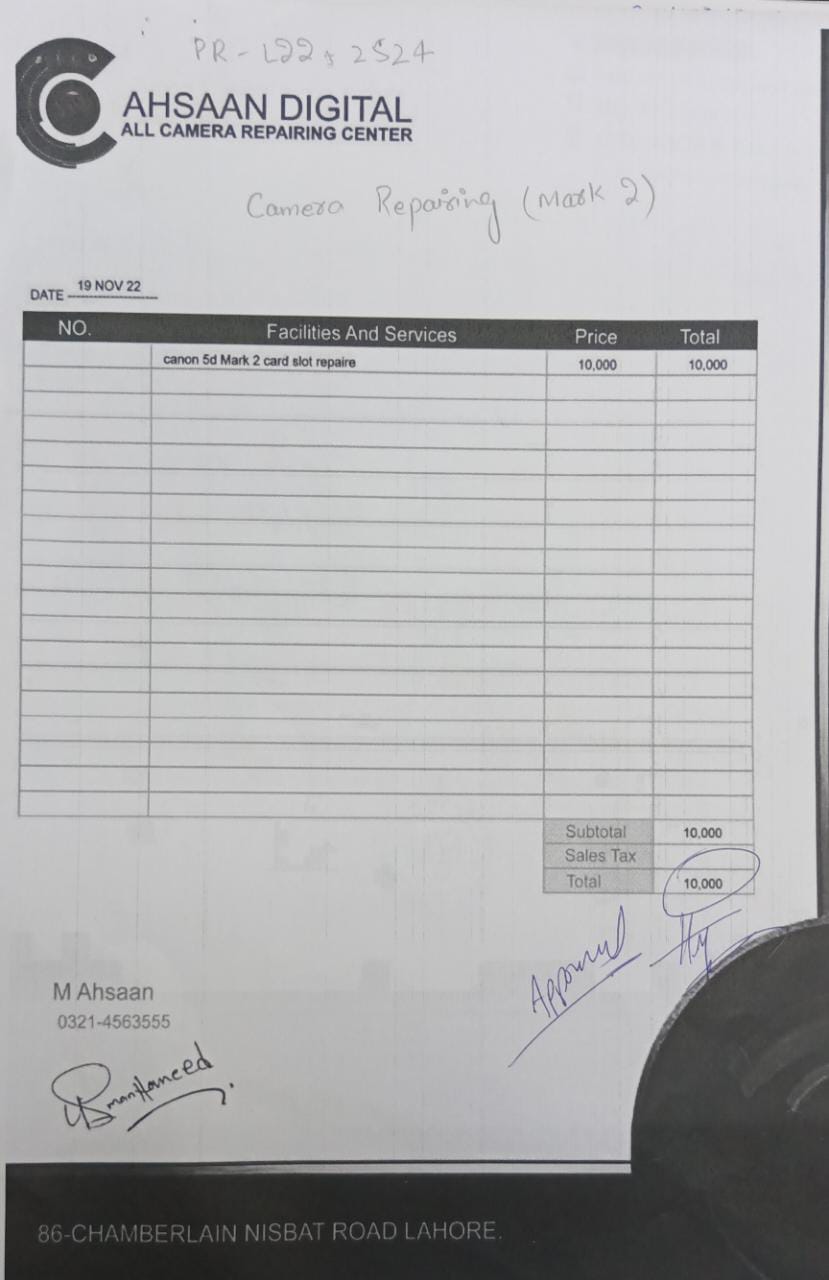 PR-L22, 2524
AHSAAN DIGITAL
ALL CAMERA REPAIRING CENTER
Camera Repairing (Mark 2)
DATE 19 NOV 22
NO. Facilities And Services Price Total
canon 5d Mark 2 card slot repaire 10,000 10,000
Subtotal 10,000
Sales Tax
Total 10,000
Approved
M Ahsaan
0321-4563555
Usman Hameed
86-CHAMBERLAIN NISBAT ROAD LAHORE.